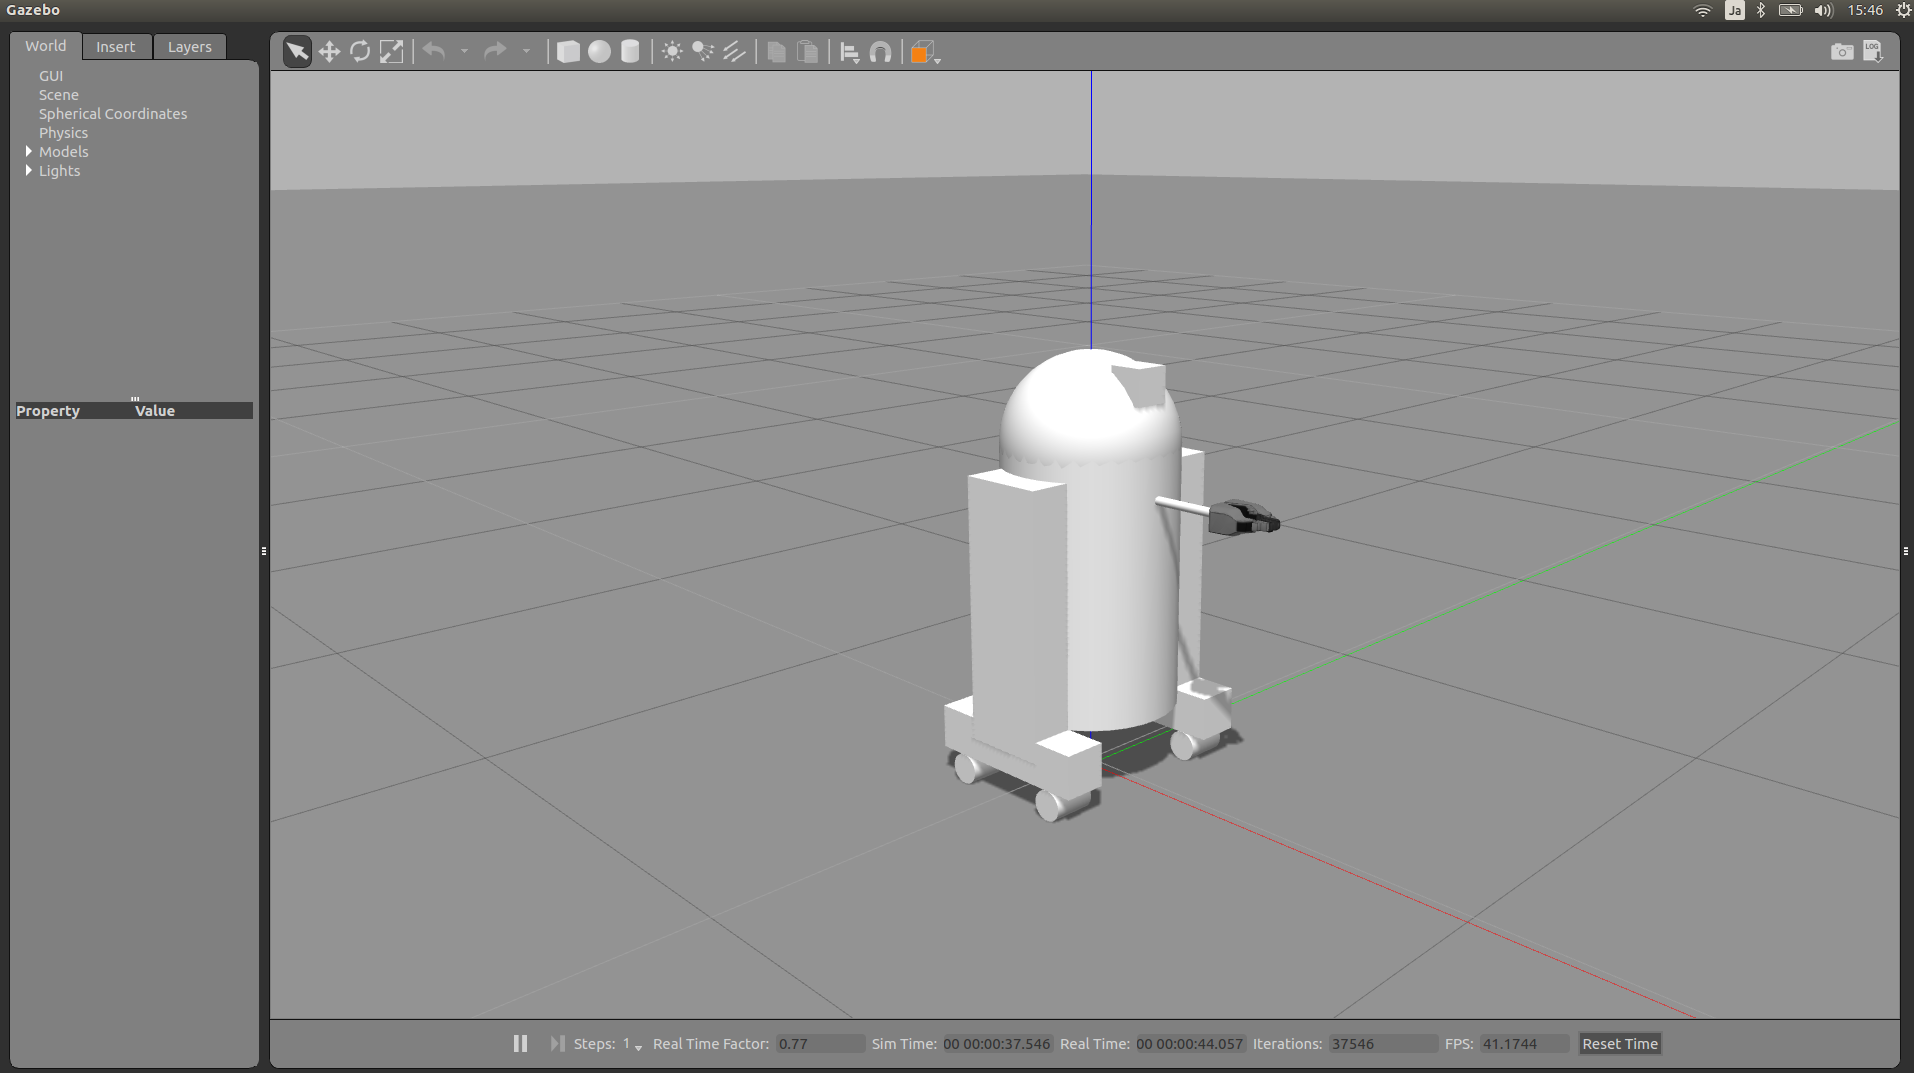 Gazebo
Ja
15:46
World Insert Layers
LOG
GUI
Scene
Spherical Coordinates
Physics
Models
Lights
Property Value
Steps: 1 Real Time Factor: 0.77 Sim Time: 00 00:00:37.546 Real Time: 00 00:00:44.057 Iterations: 37546 FPS: 41.1744 Reset Time